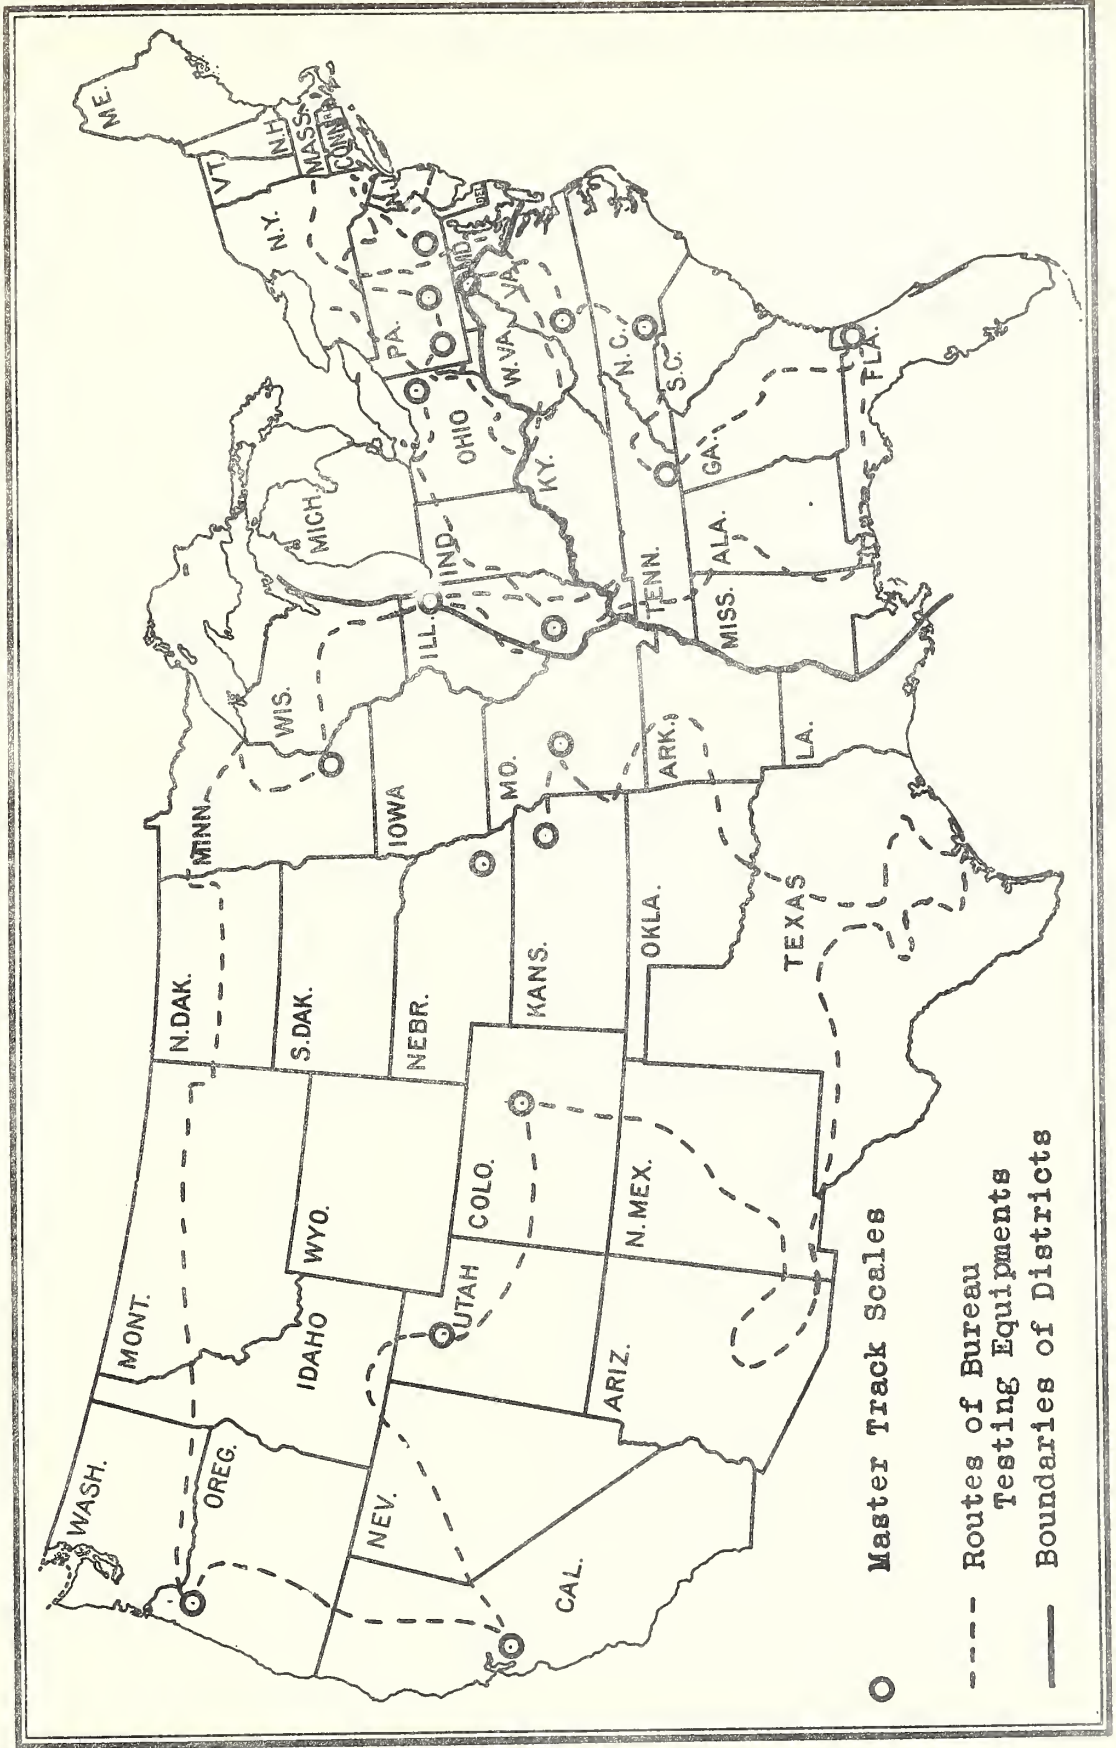 WASH.
OREG.
CAL.
NEV.
IDAHO
MONT.
WYO.
UTAH
ARIZ.
COLO.
N.MEX.
N.DAK.
S.DAK.
NEBR.
KANS.
OKLA.
TEXAS
MINN.
IOWA
MO.
ARK.
LA.
WIS.
ILL.
MICH.
IND.
OHIO
KY.
TENN.
MISS.
ALA.
GA.
FLA.
S.C.
N.C.
VA.
W.VA.
MD.
DEL.
PA.
N.J.
N.Y.
CONN.
MASS.
VT.
N.H.
ME.
Master Track Scales
Routes of Bureau
Testing Equipments
Boundaries of Districts